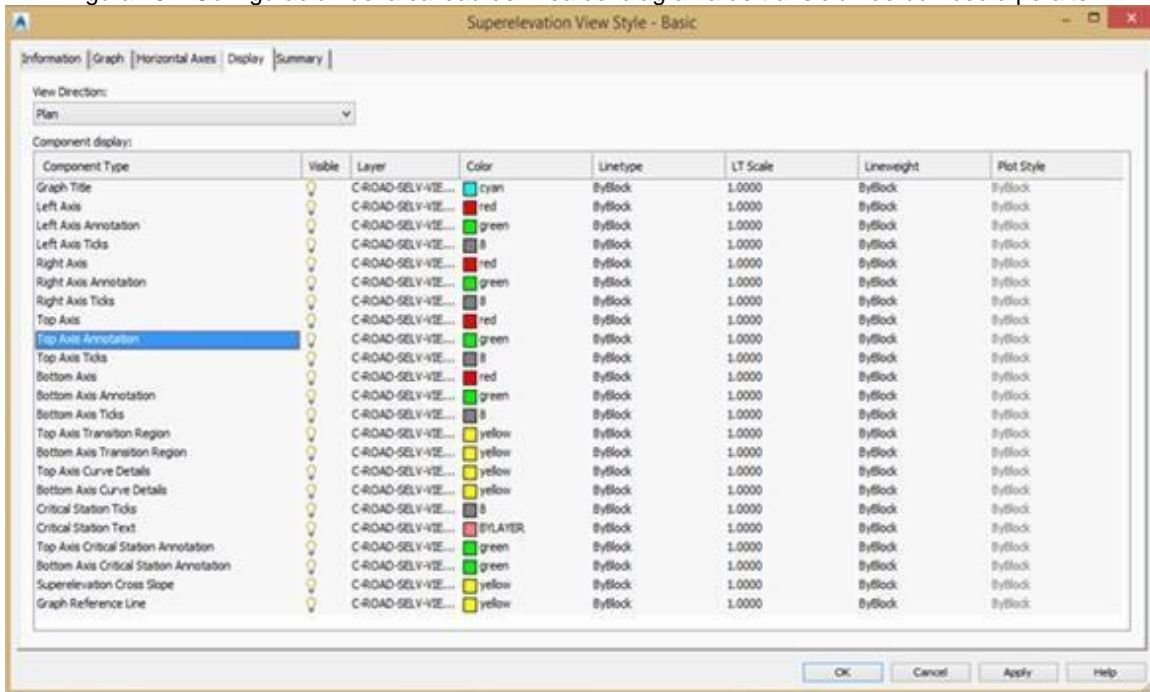 Superelevation View Style - Basic
Information Graph Horizontal Axes Display Summary
View Direction:
Plan
Component display:
Component Type Visible Layer Color Linetype LT Scale Lineweight Plot Style
Graph Title C-ROAD-SELV-VIE... cyan ByBlock 1.0000 ByBlock ByBlock
Left Axis C-ROAD-SELV-VIE... red ByBlock 1.0000 ByBlock ByBlock
Left Axis Annotation C-ROAD-SELV-VIE... green ByBlock 1.0000 ByBlock ByBlock
Left Axis Ticks C-ROAD-SELV-VIE... 8 ByBlock 1.0000 ByBlock ByBlock
Right Axis C-ROAD-SELV-VIE... red ByBlock 1.0000 ByBlock ByBlock
Right Axis Annotation C-ROAD-SELV-VIE... green ByBlock 1.0000 ByBlock ByBlock
Right Axis Ticks C-ROAD-SELV-VIE... 8 ByBlock 1.0000 ByBlock ByBlock
Top Axis C-ROAD-SELV-VIE... red ByBlock 1.0000 ByBlock ByBlock
Top Axis Annotation C-ROAD-SELV-VIE... green ByBlock 1.0000 ByBlock ByBlock
Top Axis Ticks C-ROAD-SELV-VIE... 8 ByBlock 1.0000 ByBlock ByBlock
Bottom Axis C-ROAD-SELV-VIE... red ByBlock 1.0000 ByBlock ByBlock
Bottom Axis Annotation C-ROAD-SELV-VIE... green ByBlock 1.0000 ByBlock ByBlock
Bottom Axis Ticks C-ROAD-SELV-VIE... 8 ByBlock 1.0000 ByBlock ByBlock
Top Axis Transition Region C-ROAD-SELV-VIE... yellow ByBlock 1.0000 ByBlock ByBlock
Bottom Axis Transition Region C-ROAD-SELV-VIE... yellow ByBlock 1.0000 ByBlock ByBlock
Top Axis Curve Details C-ROAD-SELV-VIE... yellow ByBlock 1.0000 ByBlock ByBlock
Bottom Axis Curve Details C-ROAD-SELV-VIE... yellow ByBlock 1.0000 ByBlock ByBlock
Critical Station Ticks C-ROAD-SELV-VIE... 8 ByBlock 1.0000 ByBlock ByBlock
Critical Station Text C-ROAD-SELV-VIE... BYLAYER ByBlock 1.0000 ByBlock ByBlock
Top Axis Critical Station Annotation C-ROAD-SELV-VIE... green ByBlock 1.0000 ByBlock ByBlock
Bottom Axis Critical Station Annotation C-ROAD-SELV-VIE... green ByBlock 1.0000 ByBlock ByBlock
Superelevation Cross Slope C-ROAD-SELV-VIE... yellow ByBlock 1.0000 ByBlock ByBlock
Graph Reference Line C-ROAD-SELV-VIE... yellow ByBlock 1.0000 ByBlock ByBlock
OK Cancel Apply Help